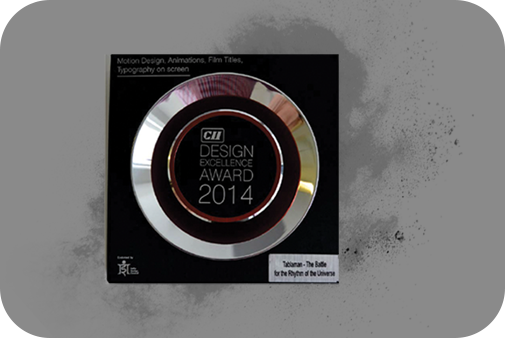 Motion Design, Animations, Film Titles,
Typography on screen
CII
DESIGN
EXCELLENCE
AWARD
2014
Tablaman - The Battle
for the Rhythm of the Universe